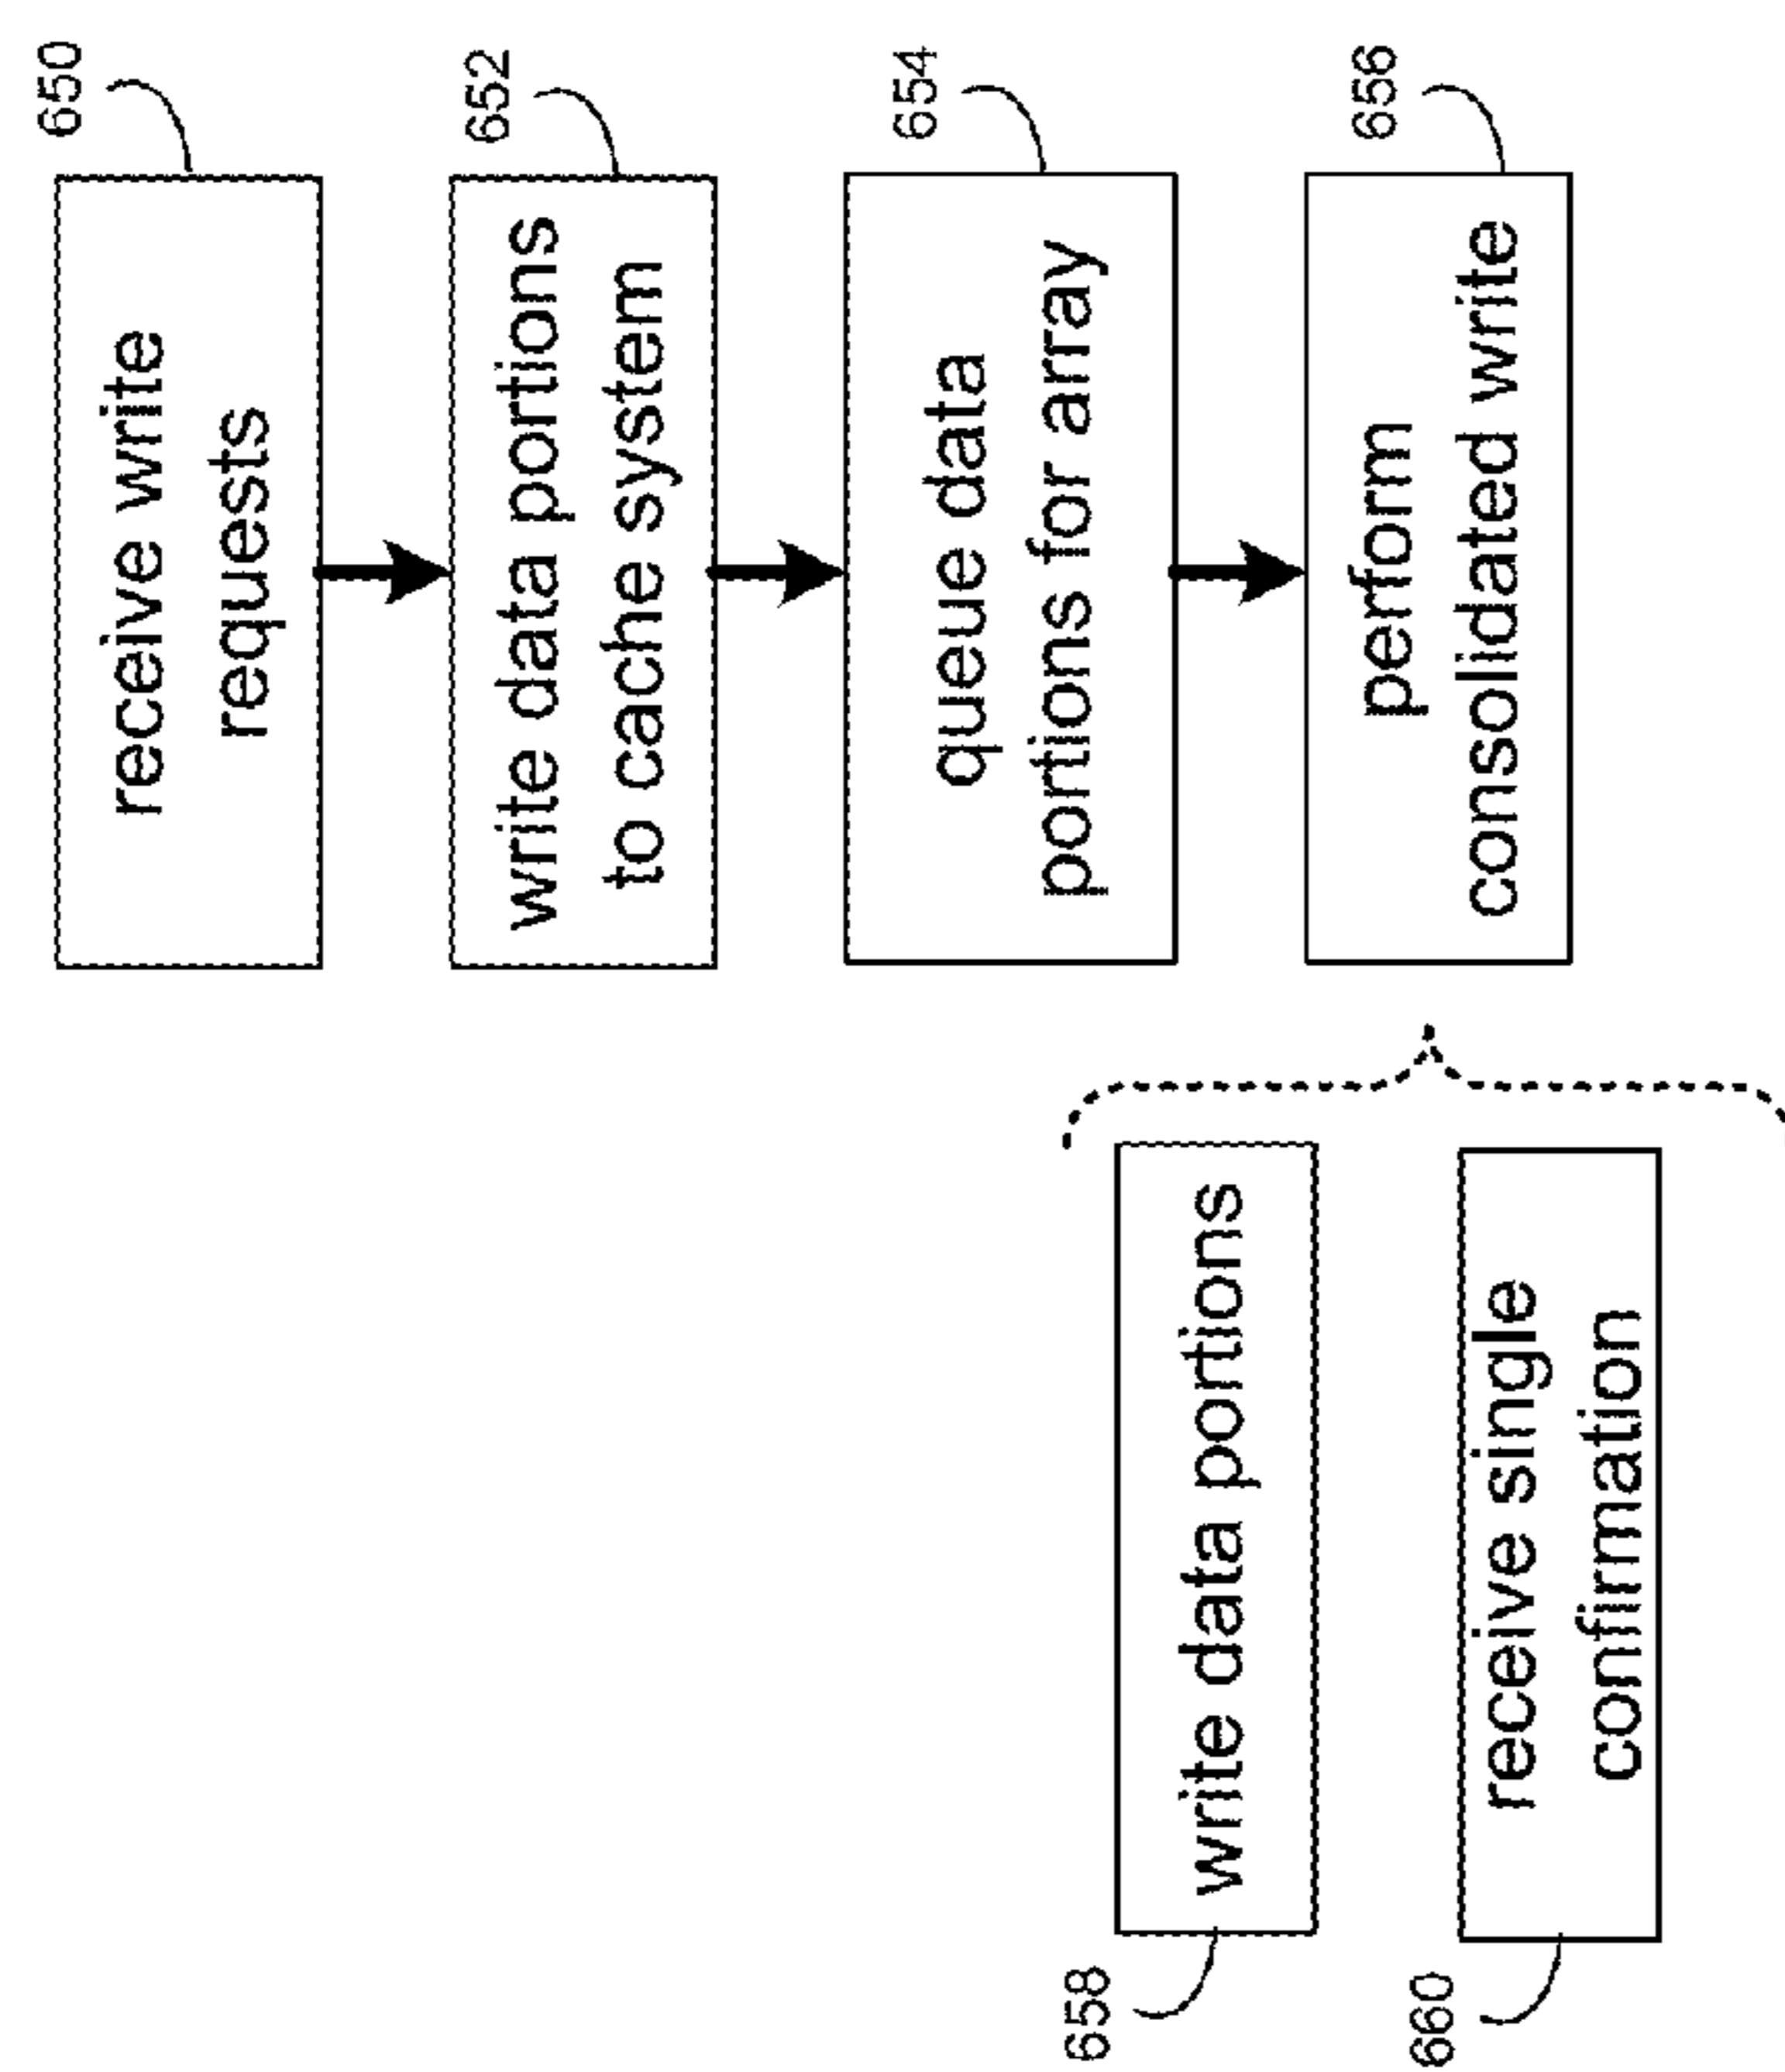 650
receive write
requests
652
write data portions
to cache system
654
queue data
portions for array
656
perform
consolidated write
658
write data portions
660
receive single
confirmation